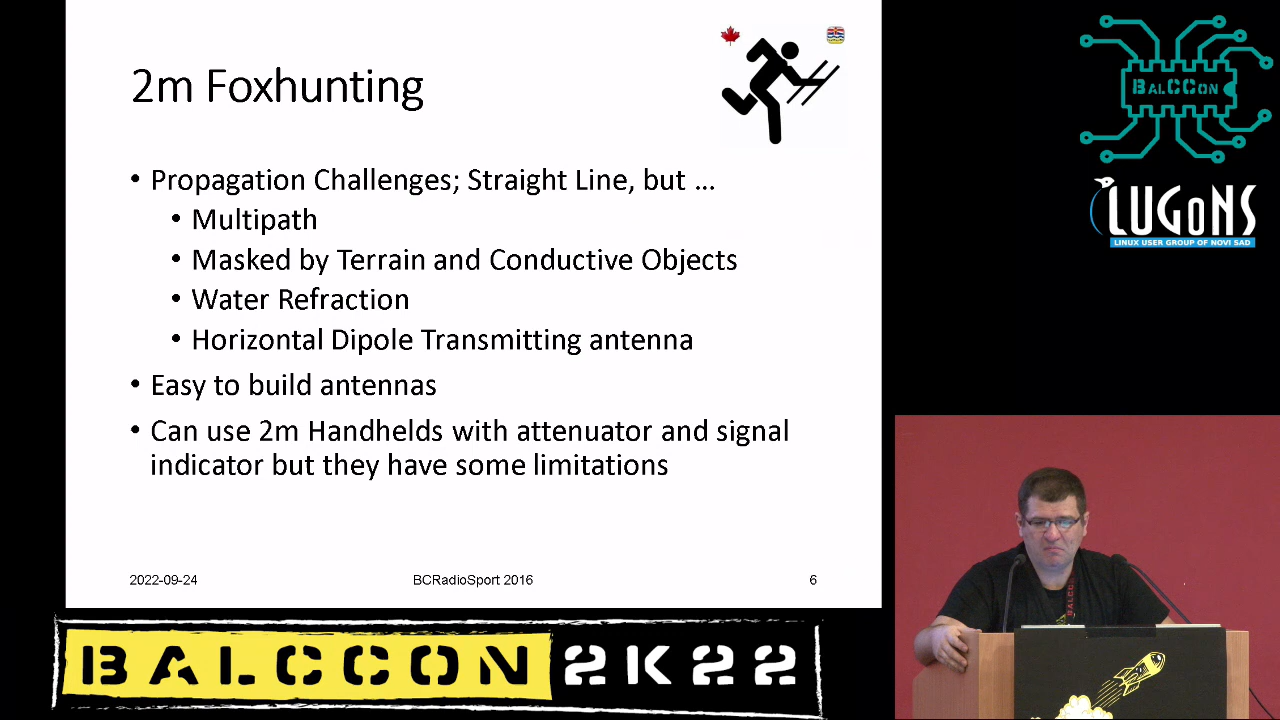 2m Foxhunting
• Propagation Challenges; Straight Line, but ...
• Multipath
• Masked by Terrain and Conductive Objects
• Water Refraction
• Horizontal Dipole Transmitting antenna
• Easy to build antennas
• Can use 2m Handhelds with attenuator and signal
indicator but they have some limitations
2022-09-24
BCRadioSport 2016
6
BALCCON
LUGONS
LINUX USER GROUP OF NOVI SAD
BALCCON 2K22